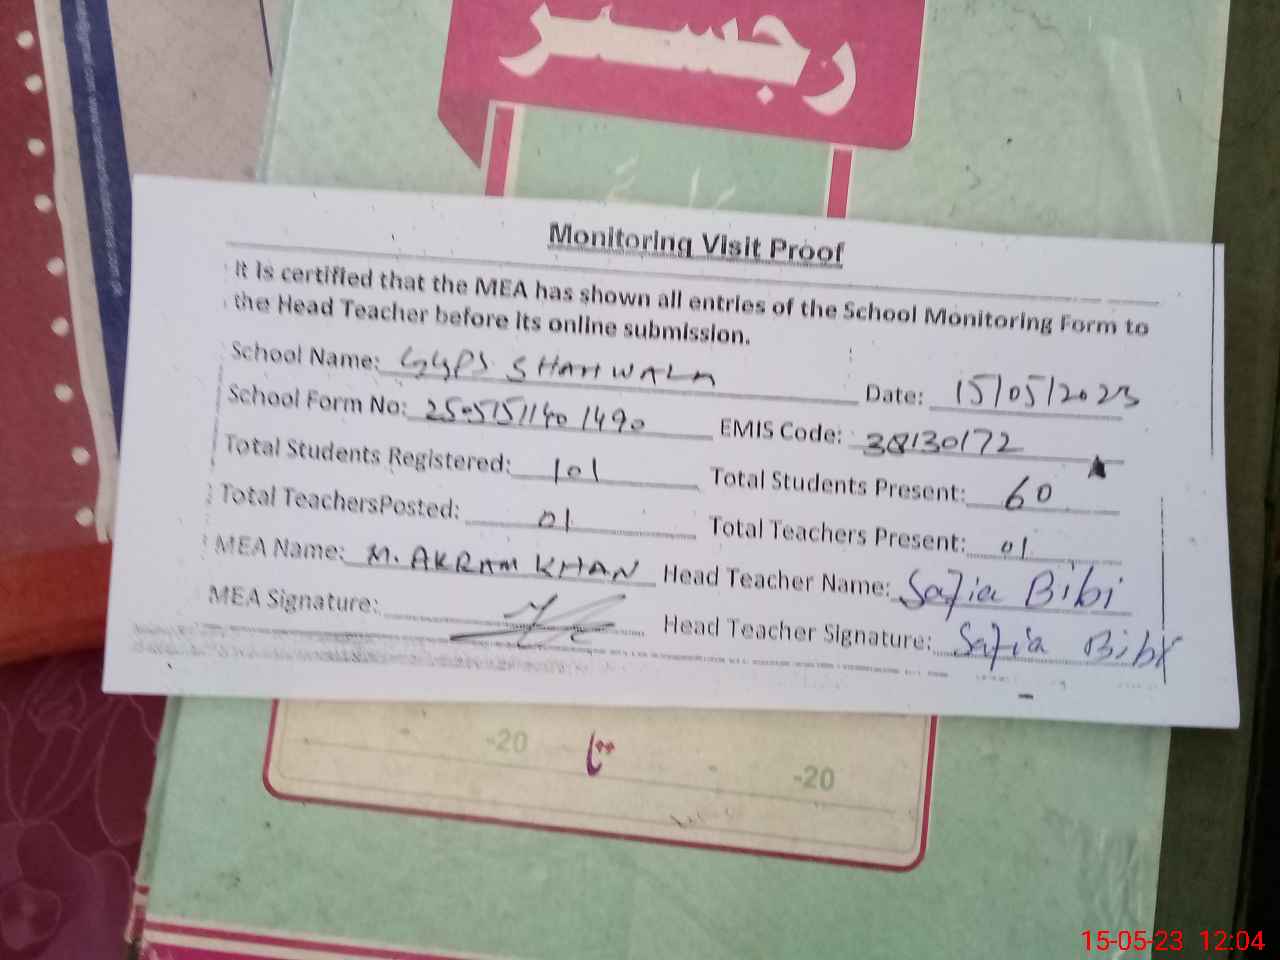 رجسٹر
Monitoring Visit Proof
It is certified that the MEA has shown all entries of the School Monitoring Form to
the Head Teacher before its online submission.
School Name: GGPS SHAHWALA Date: 15/05/2023
School Form No: 25051511401490 EMIS Code: 38130172
Total Students Registered: 101 Total Students Present: 60
Total TeachersPosted: 01 Total Teachers Present: 01
MEA Name: M. AKRAM KHAN Head Teacher Name: Safia Bibi
MEA Signature: Head Teacher Signature: Safia Bibi
-20 تا -20
15-05-23 12:04